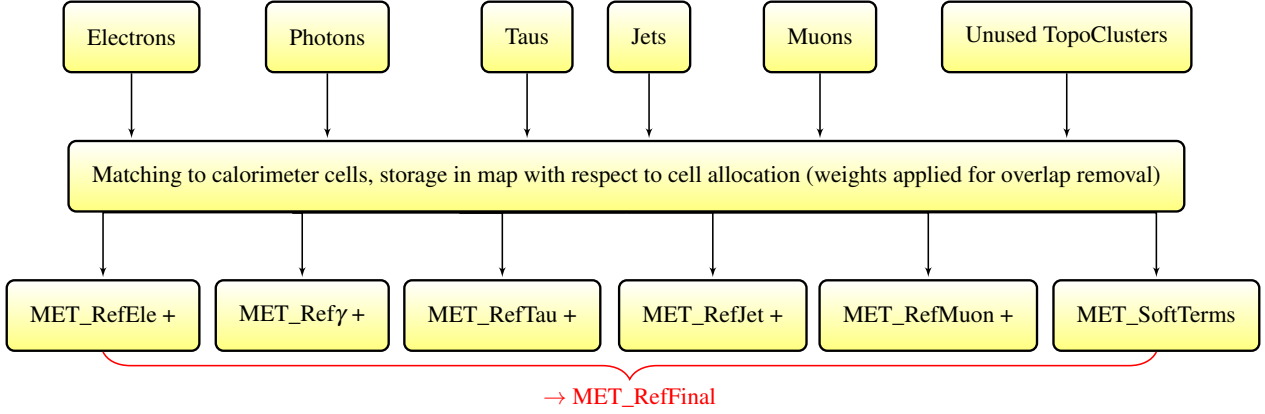 Electrons
Photons
Taus
Jets
Muons
Unused TopoClusters
Matching to calorimeter cells, storage in map with respect to cell allocation (weights applied for overlap removal)
MET_RefEle +
MET_Refγ +
MET_RefTau +
MET_RefJet +
MET_RefMuon +
MET_SoftTerms
→ MET_RefFinal